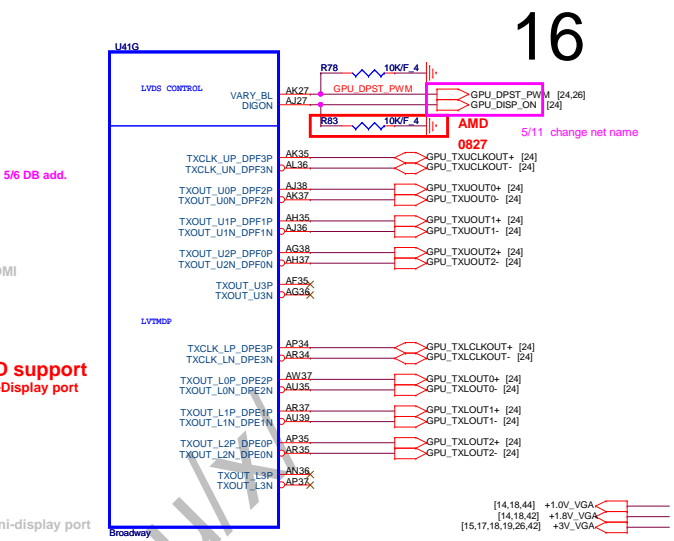 16
U41G
R78 10K/F_4
LVDS CONTROL
GPU_DPST_PWM
VARY_BL AK27 GPU_DPST_PWM [24,26]
DIGON AJ27 GPU_DISP_ON [24]
R83 10K/F_4 AMD
5/11 change net name
0827
TXCLK_UP_DPF3P AK35 GPU_TXUCLKOUT+ [24]
TXCLK_UN_DPF3N AL36 GPU_TXUCLKOUT- [24]
5/6 DB add.
TXOUT_U0P_DPF2P AJ38 GPU_TXUOUT0+ [24]
TXOUT_U0N_DPF2N AK37 GPU_TXUOUT0- [24]
TXOUT_U1P_DPF1P AH35 GPU_TXUOUT1+ [24]
TXOUT_U1N_DPF1N AJ36 GPU_TXUOUT1- [24]
TXOUT_U2P_DPF0P AG38 GPU_TXUOUT2+ [24]
TXOUT_U2N_DPF0N AH37 GPU_TXUOUT2- [24]
MI
TXOUT_U3P AF35
TXOUT_U3N AG36
LVTMDP
TXCLK_LP_DPE3P AP34 GPU_TXLCLKOUT+ [24]
TXCLK_LN_DPE3N AR34 GPU_TXLCLKOUT- [24]
D support
Display port
TXOUT_L0P_DPE2P AW37 GPU_TXLOUT0+ [24]
TXOUT_L0N_DPE2N AU35 GPU_TXLOUT0- [24]
TXOUT_L1P_DPE1P AR37 GPU_TXLOUT1+ [24]
TXOUT_L1N_DPE1N AU39 GPU_TXLOUT1- [24]
TXOUT_L2P_DPE0P AP35 GPU_TXLOUT2+ [24]
TXOUT_L2N_DPE0N AR35 GPU_TXLOUT2- [24]
TXOUT_L3P AN36
TXOUT_L3N AP37
[14,18,44] +1.0V_VGA
[14,18,42] +1.8V_VGA
[15,17,18,19,26,42] +3V_VGA
ni-display port
Broadway